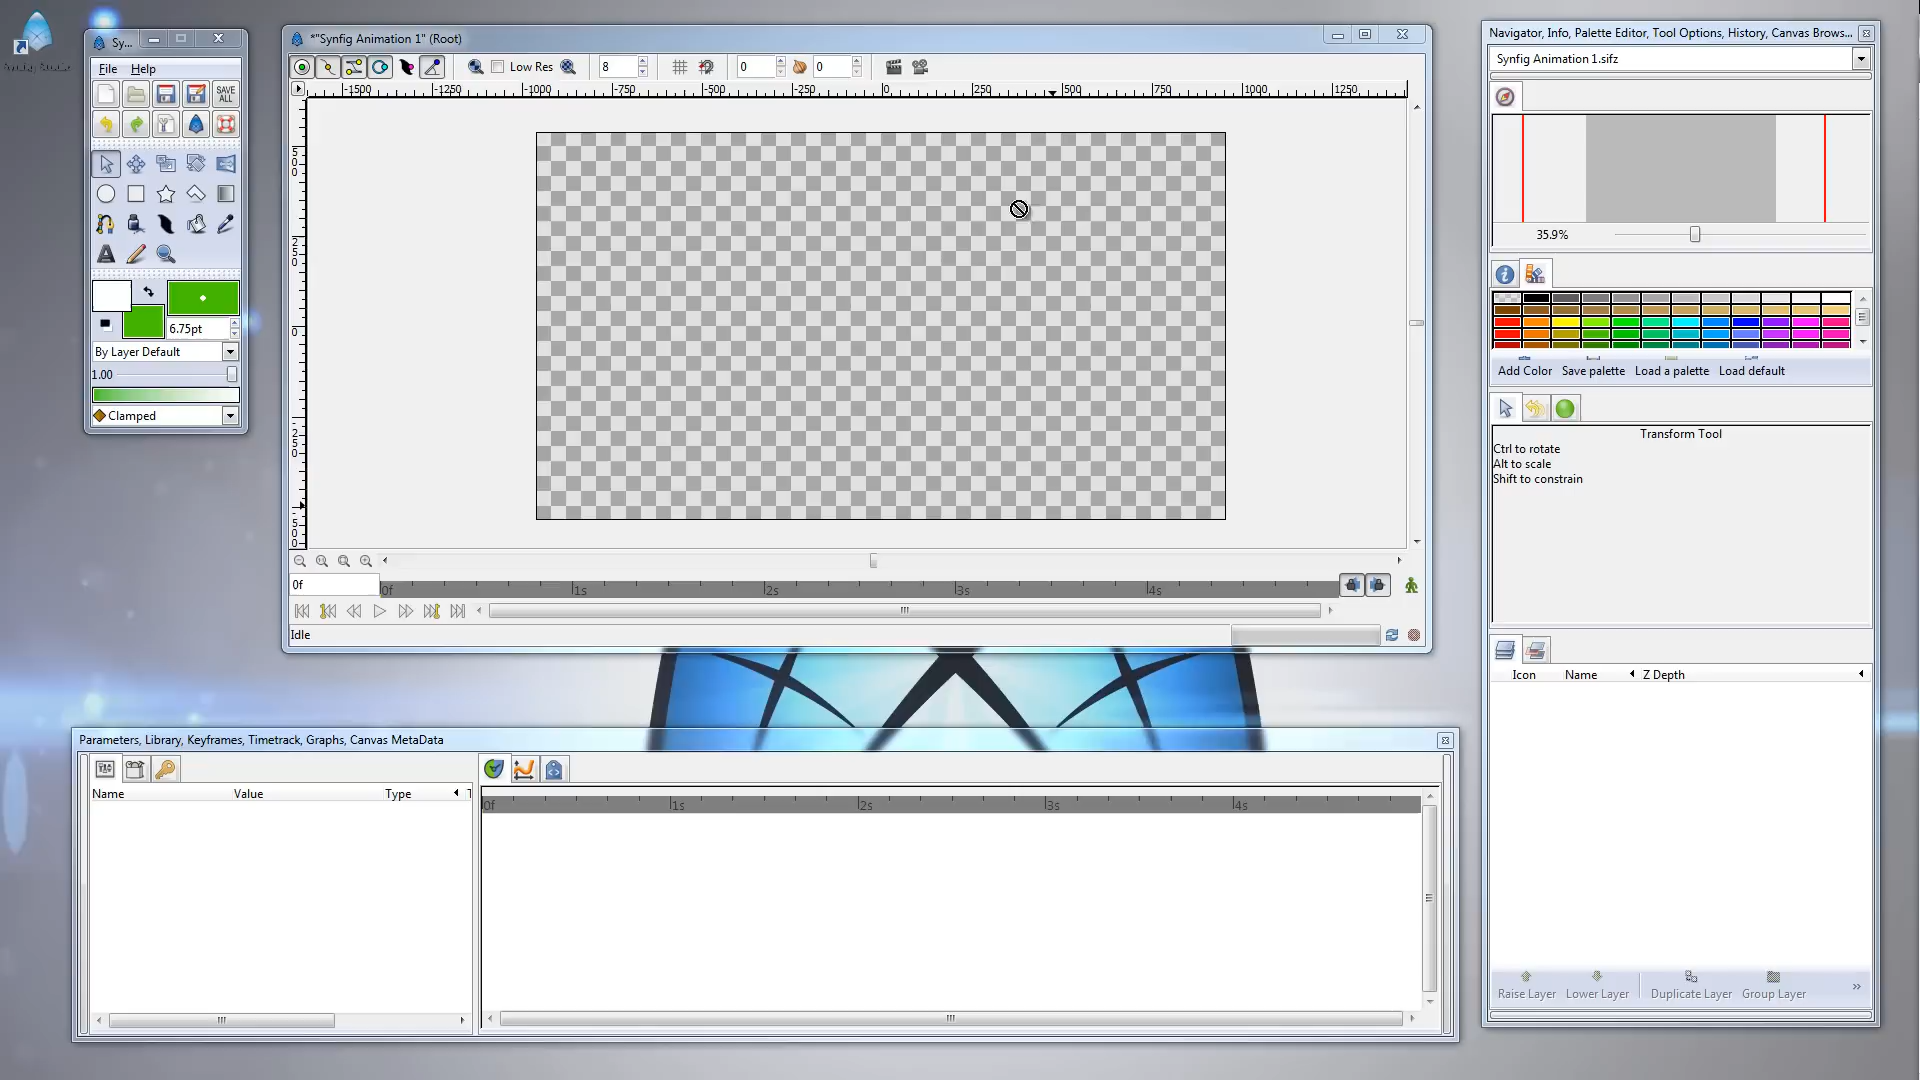 Sy...
File Help
SAVE ALL
6.75pt
By Layer Default
1.00
Clamped
*"Synfig Animation 1" (Root)
Low Res
8
0
0
-1500 -1250 -1000 -750 -500 -250 0 250 500 750 1000 1250
500
250
0
-250
-500
0f
0f 1s 2s 3s 4s
Idle
Navigator, Info, Palette Editor, Tool Options, History, Canvas Brows...
Synfig Animation 1.sifz
35.9%
Add Color Save palette Load a palette Load default
Transform Tool
Ctrl to rotate
Alt to scale
Shift to constrain
Icon Name Z Depth
Raise Layer Lower Layer Duplicate Layer Group Layer
Parameters, Library, Keyframes, Timetrack, Graphs, Canvas MetaData
Name Value Type
0f 1s 2s 3s 4s